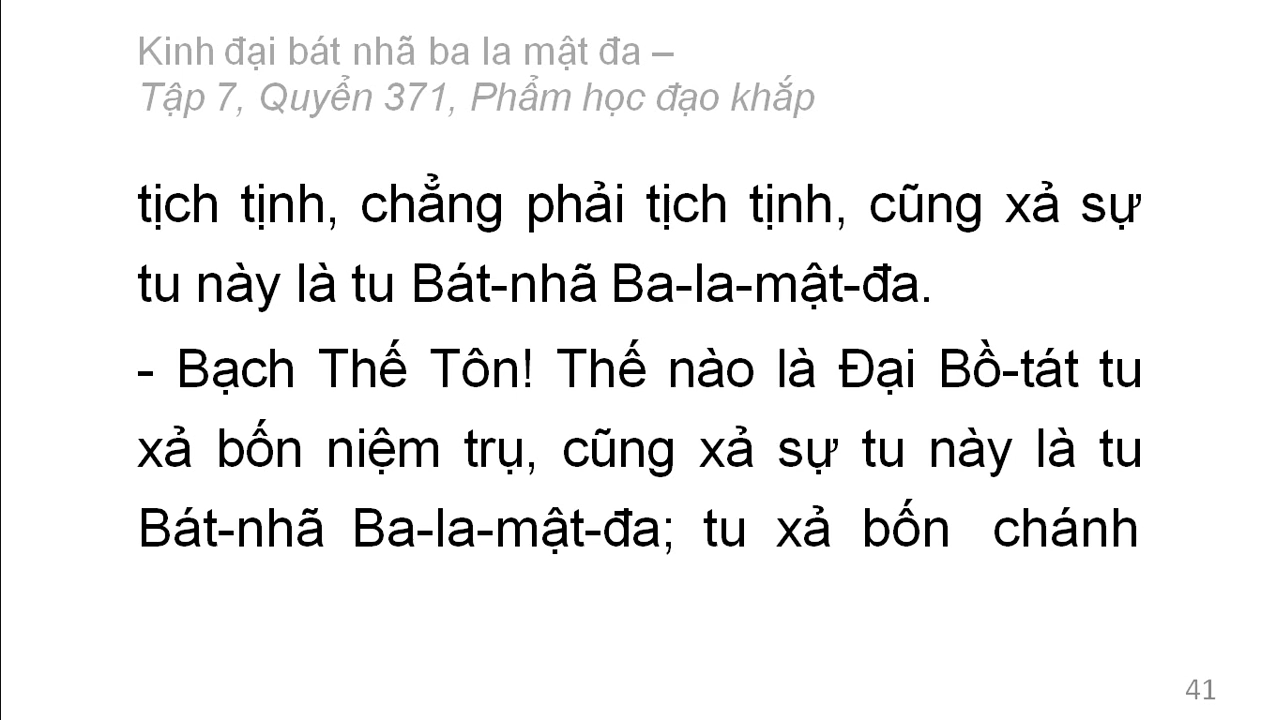 Kinh đại bát nhã ba la mật đa –
Tập 7, Quyển 371, Phẩm học đạo khắp
tịch tịnh, chẳng phải tịch tịnh, cũng xả sự
tu này là tu Bát-nhã Ba-la-mật-đa.
- Bạch Thế Tôn! Thế nào là Đại Bồ-tát tu
xả bốn niệm trụ, cũng xả sự tu này là tu
Bát-nhã Ba-la-mật-đa; tu xả bốn chánh
41